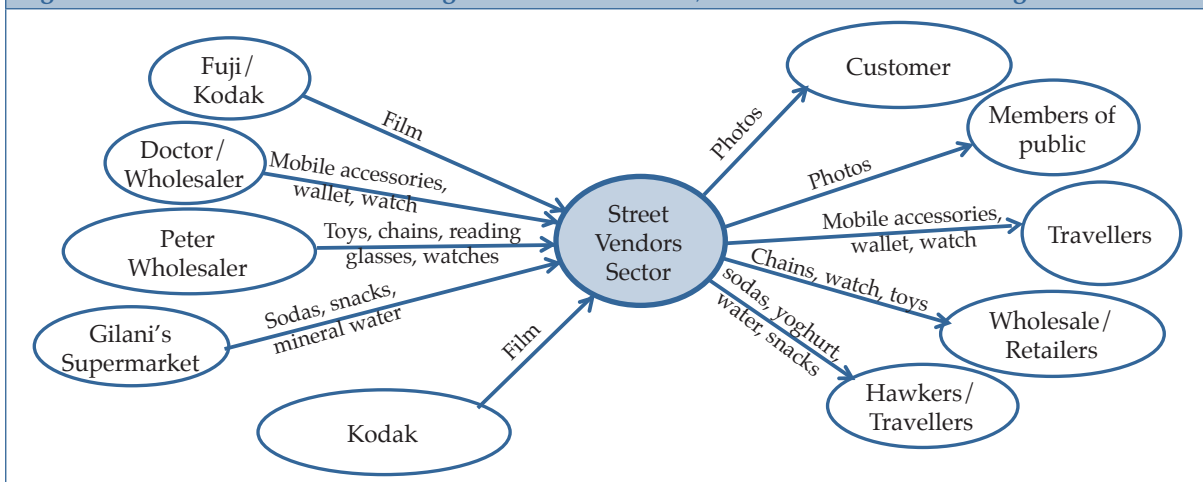 Fuji/
Kodak
Film
Doctor/
Wholesaler
Mobile accessories,
wallet, watch
Peter
Wholesaler
Toys, chains, reading
glasses, watches
Gilani's
Supermarket
Sodas, snacks,
mineral water
Kodak
Film
Street
Vendors
Sector
Photos
Customer
Photos
Members of
public
Mobile accessories,
wallet, watch
Travellers
Chains, watch, toys
Wholesale/
Retailers
sodas, yoghurt,
water, snacks
Hawkers/
Travellers